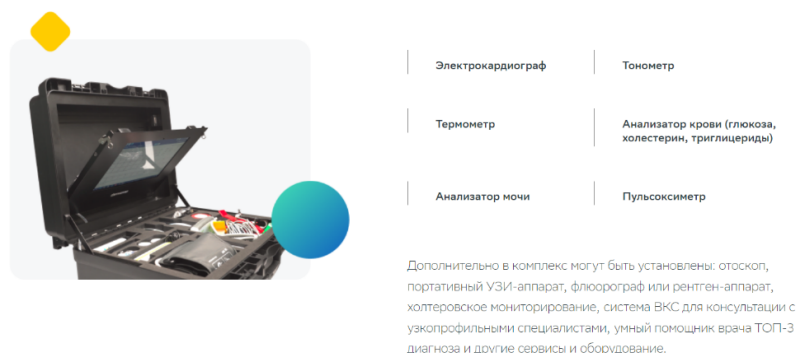 Электрокардиограф
Тонометр
Термометр
Анализатор крови (глюкоза,
холестерин, триглицериды)
Анализатор мочи
Пульсоксиметр
Дополнительно в комплекс могут быть установлены: отоскоп,
портативный УЗИ-аппарат, флюорограф или рентген-аппарат,
холтеровское мониторирование, система ВКС для консультации с
узкопрофильными специалистами, умный помощник врача ТОП-3
диагноза и другие сервисы и оборудование.